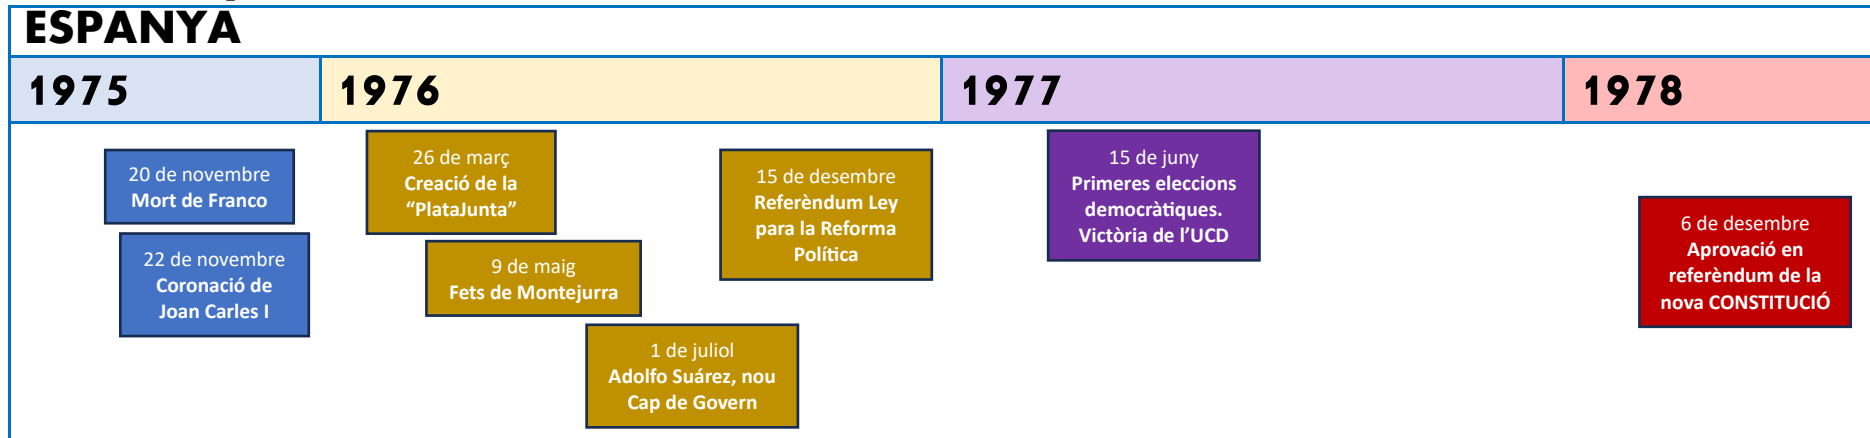 ESPANYA
1975
1976
1977
1978
20 de novembre
Mort de Franco
22 de novembre
Coronació de
Joan Carles I
26 de març
Creació de la
“PlataJunta”
9 de maig
Fets de Montejurra
1 de juliol
Adolfo Suárez, nou
Cap de Govern
15 de desembre
Referèndum Ley
para la Reforma
Política
15 de juny
Primeres eleccions
democràtiques.
Victòria de l’UCD
6 de desembre
Aprovació en
referèndum de la
nova CONSTITUCIÓ